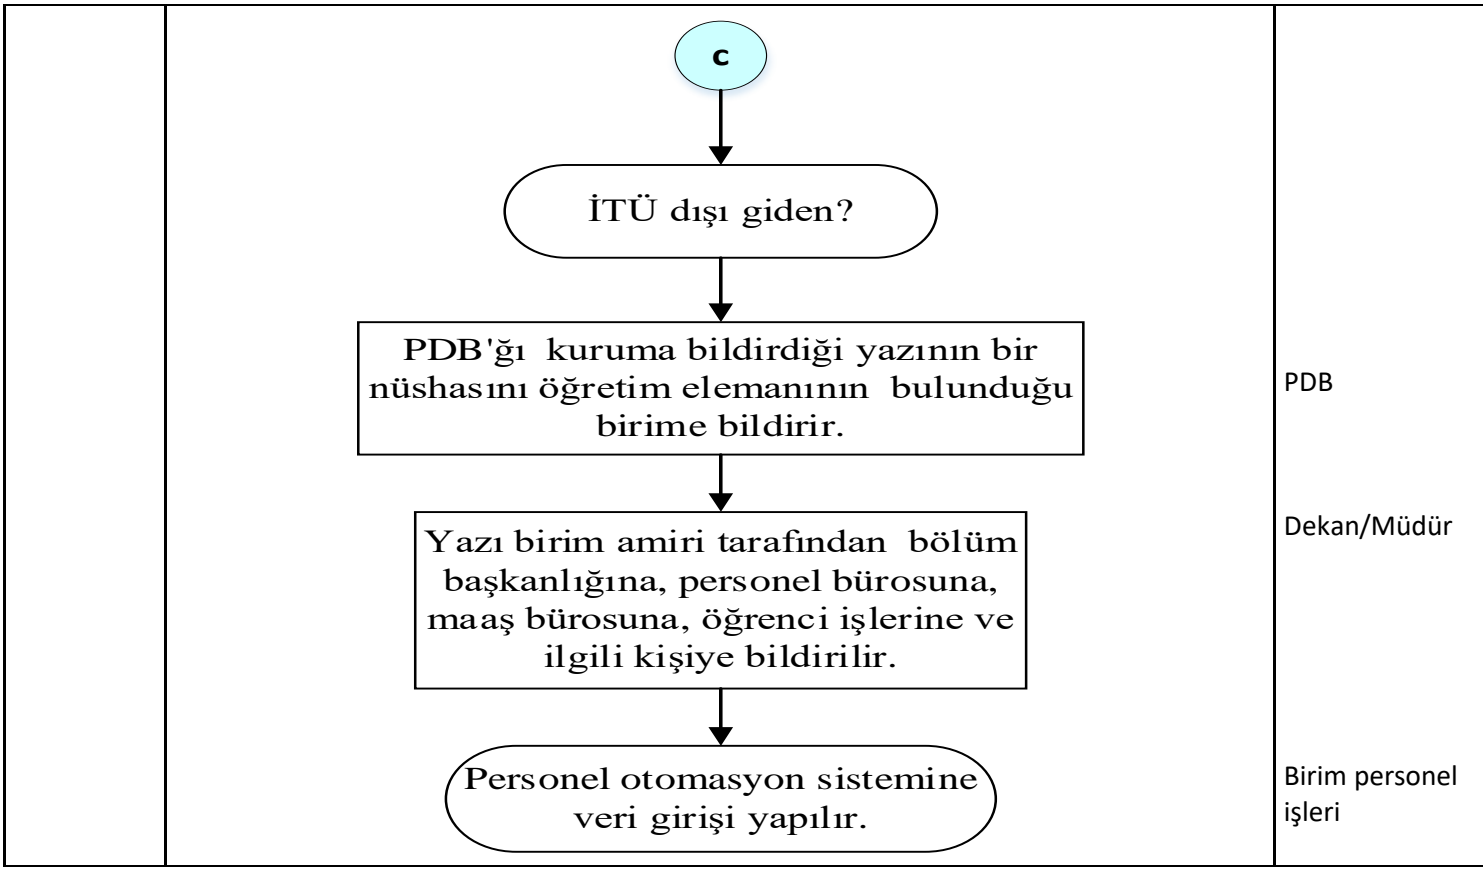 c
İTÜ dışı giden?
PDB'ğı kuruma bildirdiği yazının bir
nüshasını öğretim elemanının bulunduğu
birime bildirir.
PDB
Yazı birim amiri tarafından bölüm
başkanlığına, personel bürosuna,
maaş bürosuna, öğrenci işlerine ve
ilgili kişiye bildirilir.
Dekan/Müdür
Personel otomasyon sistemine
veri girişi yapılır.
Birim personel
işleri